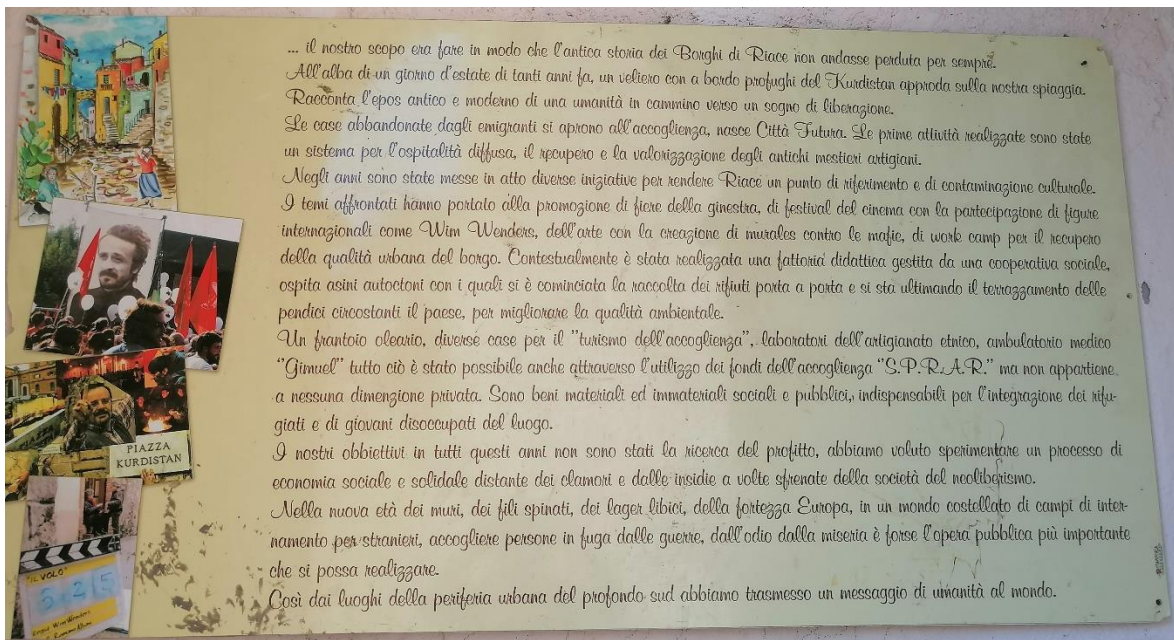 ... il nostro scopo era fare in modo che l'antica storia dei Borghi di Riace non andasse perduta per sempre.
All'alba di un giorno d'estate di tanti anni fa, un veliero con a bordo profughi del Kurdistan approda sulla nostra spiaggia.
Racconta l'epos antico e moderno di una umanità in cammino verso un sogno di liberazione.
Le case abbandonate dagli emigranti si aprono all'accoglienza, nasce Città Futura. Le prime attività realizzate sono state
un sistema per l'ospitalità diffusa, il recupero e la valorizzazione degli antichi mestieri artigiani.
Negli anni sono state messe in atto diverse iniziative per rendere Riace un punto di riferimento e di contaminazione culturale.
I temi affrontati hanno portato alla promozione di fiere della ginestra, di festival del cinema con la partecipazione di figure
internazionali come Wim Wenders, dell'arte con la creazione di murales contro le mafie, di work camp per il recupero
della qualità urbana del borgo. Contestualmente è stata realizzata una fattoria didattica gestita da una cooperativa sociale,
ospita asini autoctoni con i quali si è cominciata la raccolta dei rifiuti porta a porta e si sta ultimando il terrazzamento delle
pendici circostanti il paese, per migliorare la qualità ambientale.
Un frantoio oleario, diverse case per il "turismo dell'accoglienza", laboratori dell'artigianato etnico, ambulatorio medico
"Gimuel" tutto ciò è stato possibile anche attraverso l'utilizzo dei fondi dell'accoglienza "S.P.R.A.R." ma non appartiene
a nessuna dimenzione privata. Sono beni materiali ed immateriali sociali e pubblici, indispensabili per l'integrazione dei rifu-
giati e di giovani disoccupati del luogo.
I nostri obbiettivi in tutti questi anni non sono stati la ricerca del profitto, abbiamo voluto sperimentare un processo di
economia sociale e solidale distante dei clamori e dalle insidie a volte sfrenate della società del neoliberismo.
Nella nuova età dei muri, dei fili spinati, dei lager libici, della fortezza Europa, in un mondo costellato di campi di inter-
namento per stranieri, accogliere persone in fuga dalle guerre, dall'odio dalla miseria è forse l'opera pubblica più importante
che si possa realizzare.
Così dai luoghi della periferia urbana del profondo sud abbiamo trasmesso un messaggio di umanità al mondo.
PIAZZA
KURDISTAN
"IL VOLO"
5 2 5
Wim Wenders